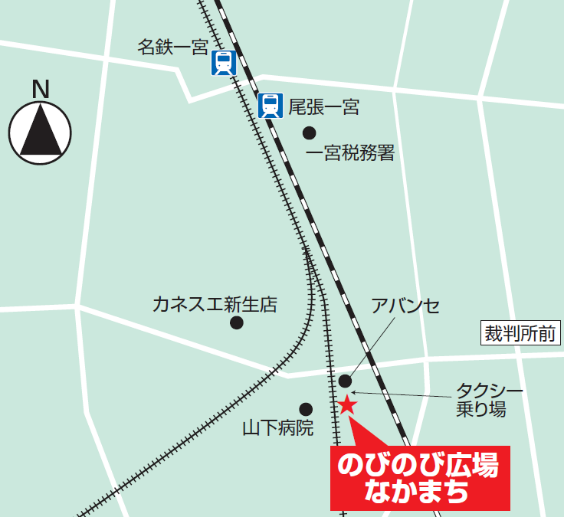 名鉄一宮
N
尾張一宮
一宮税務署
カネスエ新生店
アバンセ
裁判所前
タクシー
乗り場
山下病院
のびのび広場
なかまち